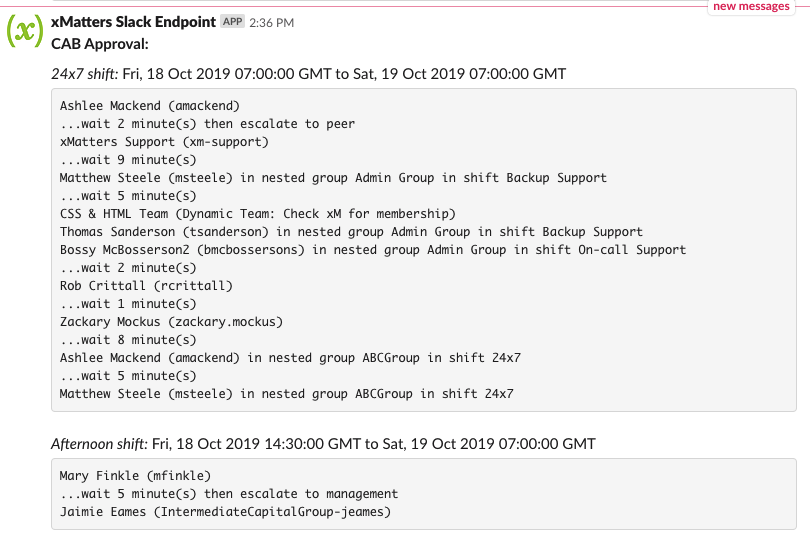 new messages
(x)
xMatters Slack Endpoint APP 2:36 PM
CAB Approval:
24x7 shift: Fri, 18 Oct 2019 07:00:00 GMT to Sat, 19 Oct 2019 07:00:00 GMT
Ashlee Mackend (amackend)
...wait 2 minute(s) then escalate to peer
xMatters Support (xm-support)
...wait 9 minute(s)
Matthew Steele (msteele) in nested group Admin Group in shift Backup Support
...wait 5 minute(s)
CSS & HTML Team (Dynamic Team: Check xM for membership)
Thomas Sanderson (tsanderson) in nested group Admin Group in shift Backup Support
Bossy McBosserson2 (bmcbossersons) in nested group Admin Group in shift On-call Support
...wait 2 minute(s)
Rob Crittall (rcrittall)
...wait 1 minute(s)
Zackary Mockus (zackary.mockus)
...wait 8 minute(s)
Ashlee Mackend (amackend) in nested group ABCGroup in shift 24x7
...wait 5 minute(s)
Matthew Steele (msteele) in nested group ABCGroup in shift 24x7
Afternoon shift: Fri, 18 Oct 2019 14:30:00 GMT to Sat, 19 Oct 2019 07:00:00 GMT
Mary Finkle (mfinkle)
...wait 5 minute(s) then escalate to management
Jaimie Eames (IntermediateCapitalGroup-jeames)